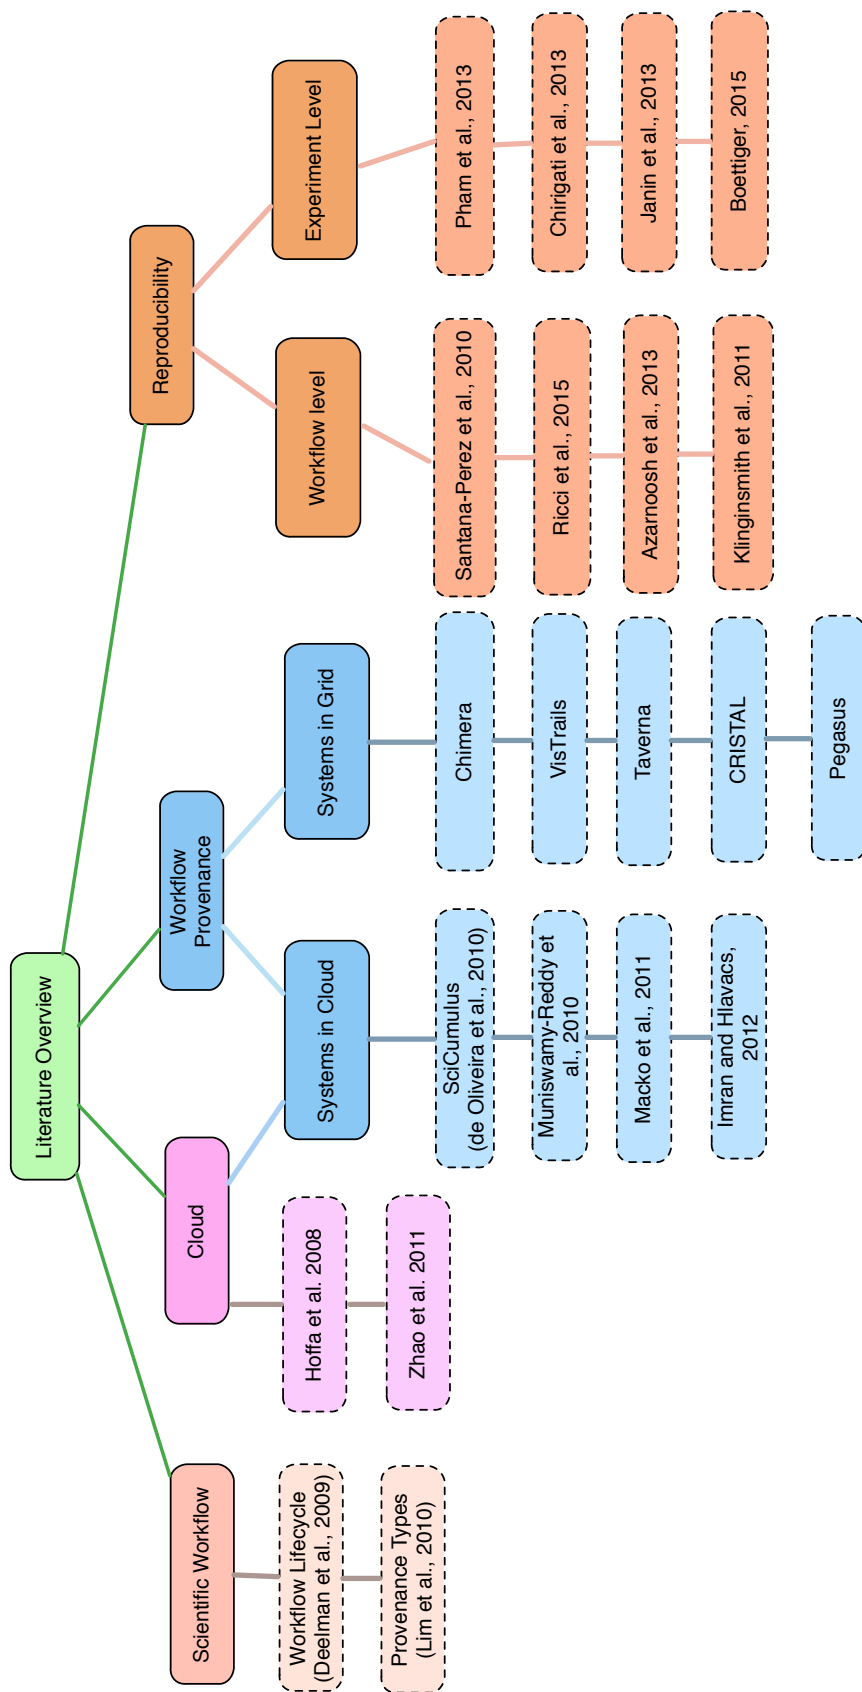 Literature Overview
Scientific Workflow
Workflow Lifecycle
(Deelman et al., 2009)
Provenance Types
(Lim et al., 2010)
Cloud
Hoffa et al. 2008
Zhao et al. 2011
Workflow
Provenance
Systems in Cloud
SciCumulus
(de Oliveira et al., 2010)
Muniswamy-Reddy et
al., 2010
Macko et al., 2011
Imran and Hlavacs,
2012
Systems in Grid
Chimera
VisTrails
Taverna
CRISTAL
Pegasus
Reproducibility
Workflow level
Santana-Perez et al., 2010
Ricci et al., 2015
Azarnoosh et al., 2013
Klinginsmith et al., 2011
Experiment Level
Pham et al., 2013
Chirigati et al., 2013
Janin et al., 2013
Boettiger, 2015